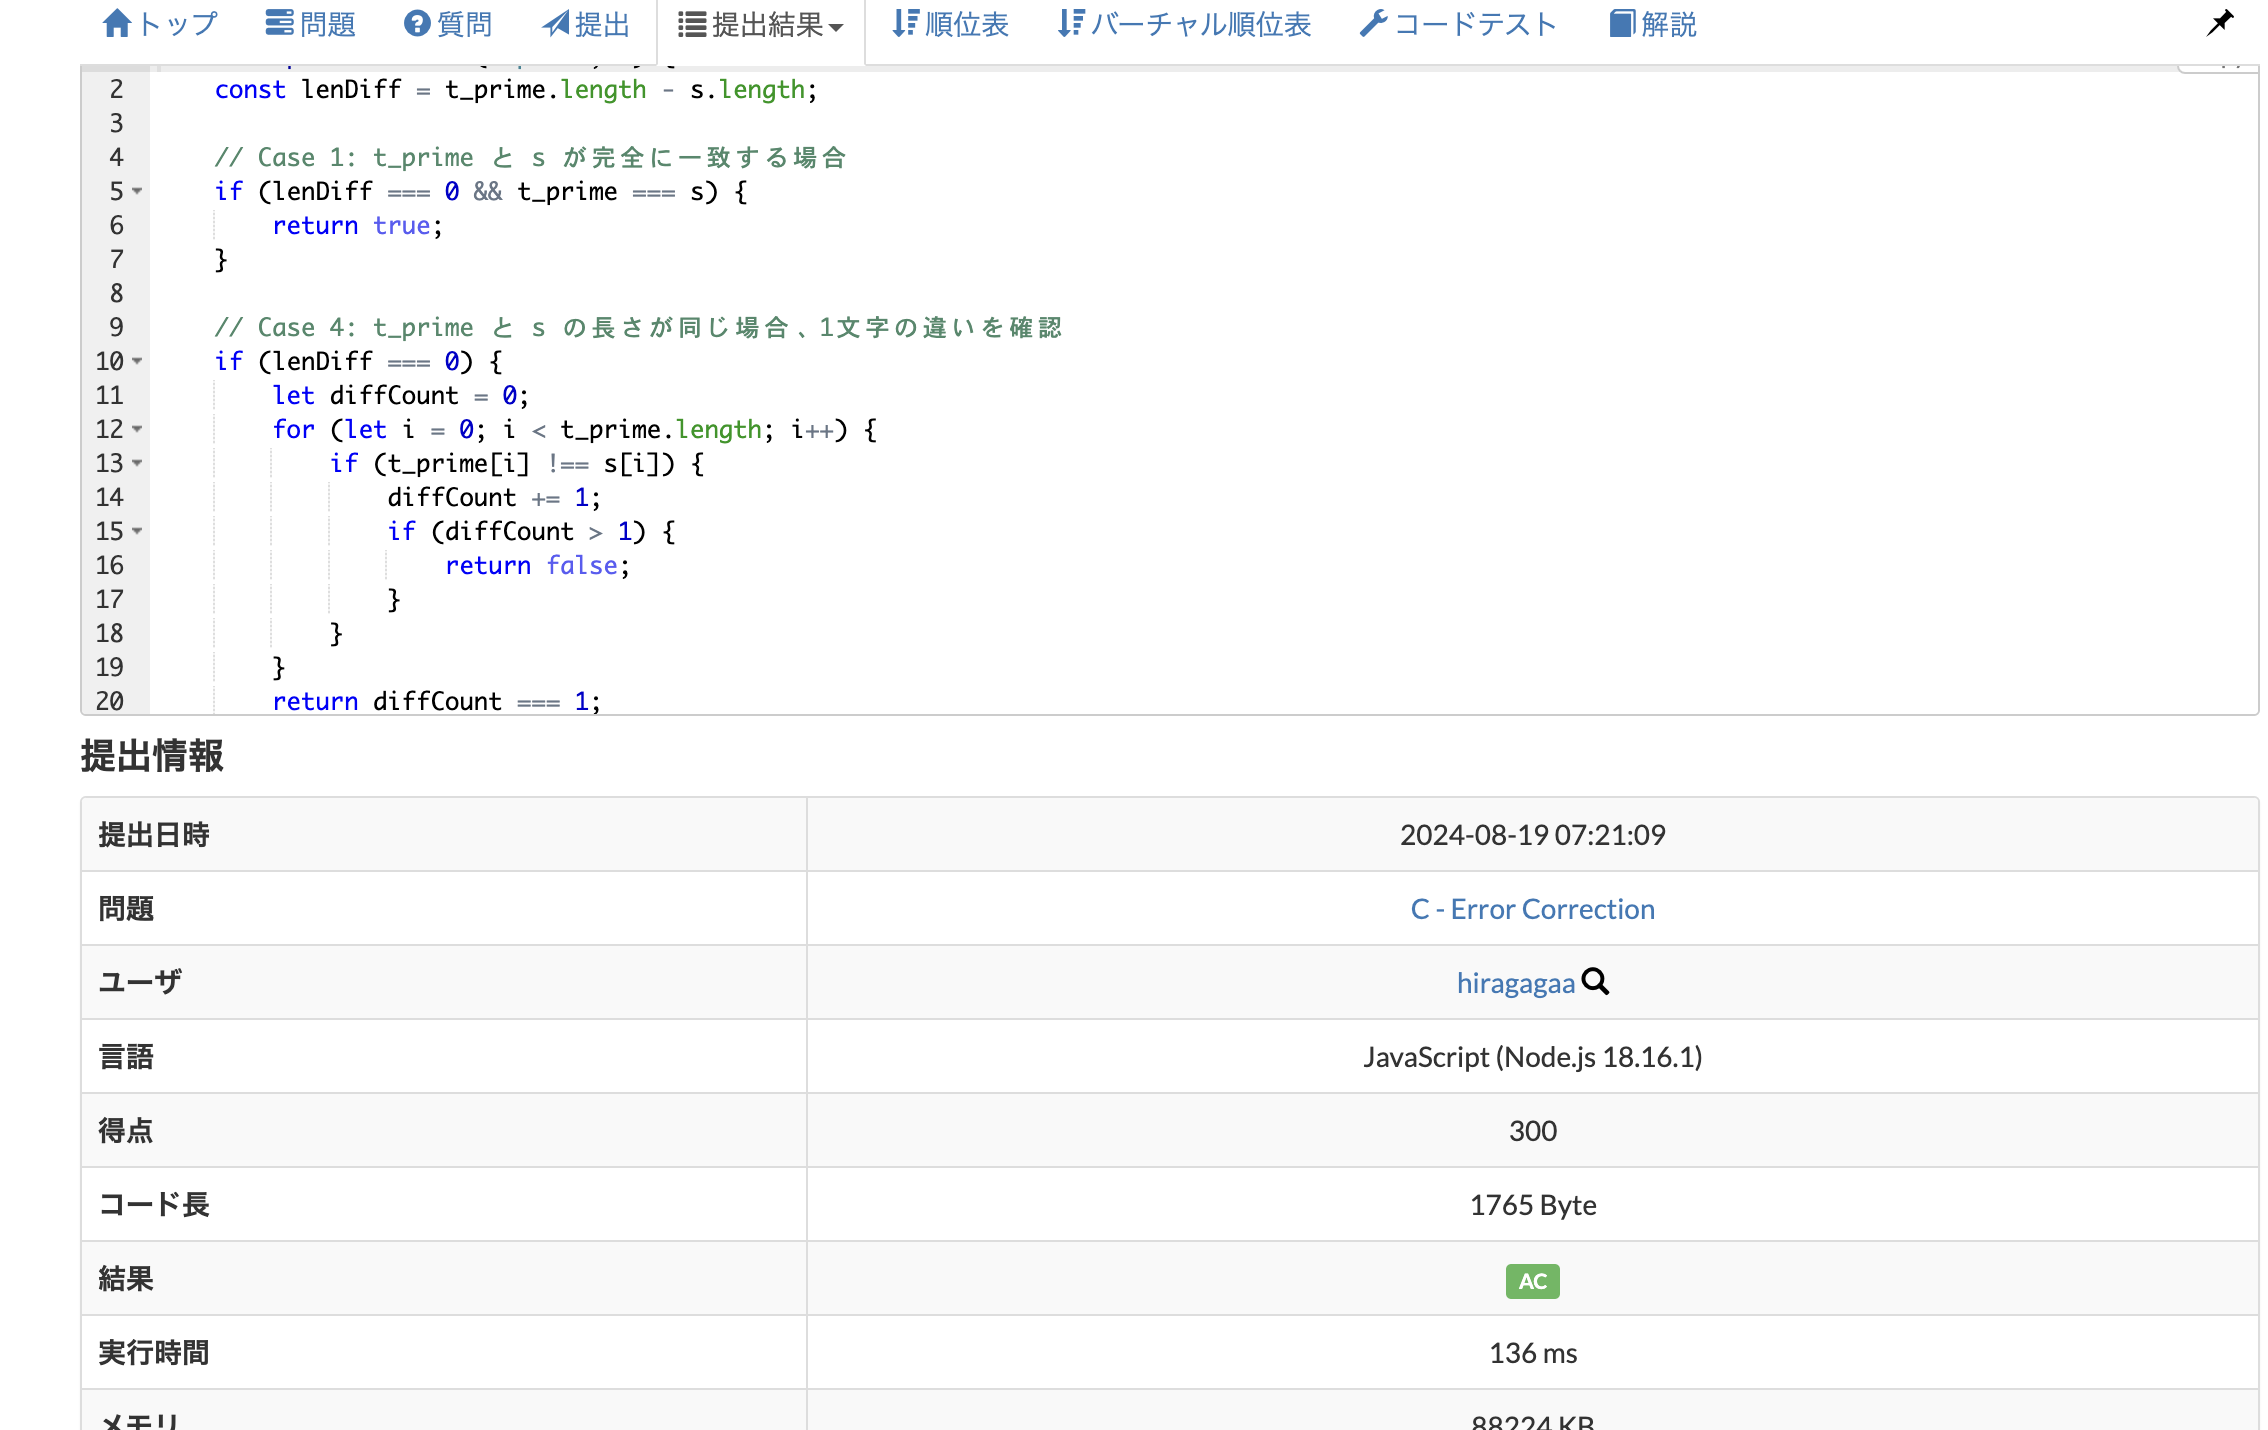 トップ 問題 質問 提出 提出結果 順位表 バーチャル順位表 コードテスト 解説
2 const lenDiff = t_prime.length - s.length;
3
4 // Case 1: t_prime と s が完全に一致する場合
5 if (lenDiff === 0 && t_prime === s) {
6 return true;
7 }
8
9 // Case 4: t_prime と s の長さが同じ場合、1文字の違いを確認
10 if (lenDiff === 0) {
11 let diffCount = 0;
12 for (let i = 0; i < t_prime.length; i++) {
13 if (t_prime[i] !== s[i]) {
14 diffCount += 1;
15 if (diffCount > 1) {
16 return false;
17 }
18 }
19 }
20 return diffCount === 1;
提出情報
提出日時 2024-08-19 07:21:09
問題 C - Error Correction
ユーザ hiragagaa
言語 JavaScript (Node.js 18.16.1)
得点 300
コード長 1765 Byte
結果 AC
実行時間 136 ms
メモリ 88224 KB